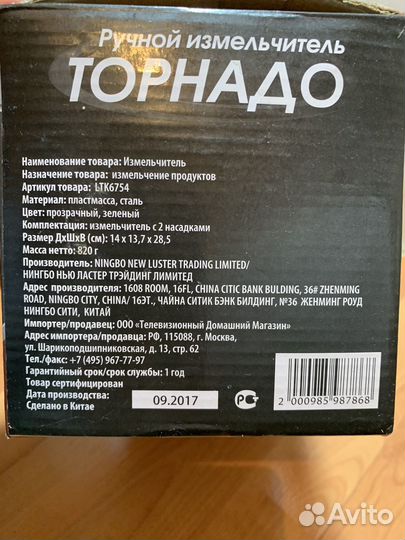 Ручной измельчитель
ТОРНАДО
Наименование товара: Измельчитель
Назначение товара: измельчение продуктов
Артикул товара: LTK6754
Материал: пластмасса, сталь
Цвет: прозрачный, зеленый
Комплектация: измельчитель с 2 насадками
Размер ДхШхВ (см): 14 х 13,7 х 28,5
Масса нетто: 820 г
Производитель: NINGBO NEW LUSTER TRADING LIMITED/
НИНГБО НЬЮ ЛАСТЕР ТРЭЙДИНГ ЛИМИТЕД
Адрес производителя: 1608 ROOM, 16FL, CHINA CITIC BANK BULDING, 36# ZHENMING
ROAD, NINGBO CITY, CHINA/ 16ЭТ., ЧАЙНА СИТИК БЭНК БИЛДИНГ, №36 ЖЕНМИНГ РОУД
НИНГБО СИТИ, КИТАЙ
Импортер/продавец: ООО «Телевизионный Домашний Магазин»
Адрес импортера/продавца: РФ, 115088, г. Москва,
ул. Шарикоподшипниковская, д. 13, стр. 62
Тел./факс: +7 (495) 967-77-97
Гарантийный срок/срок службы: 1 год
Товар сертифицирован
Дата производства: 09.2017
Сделано в Китае
РСТ
2 000985 987868
Avito